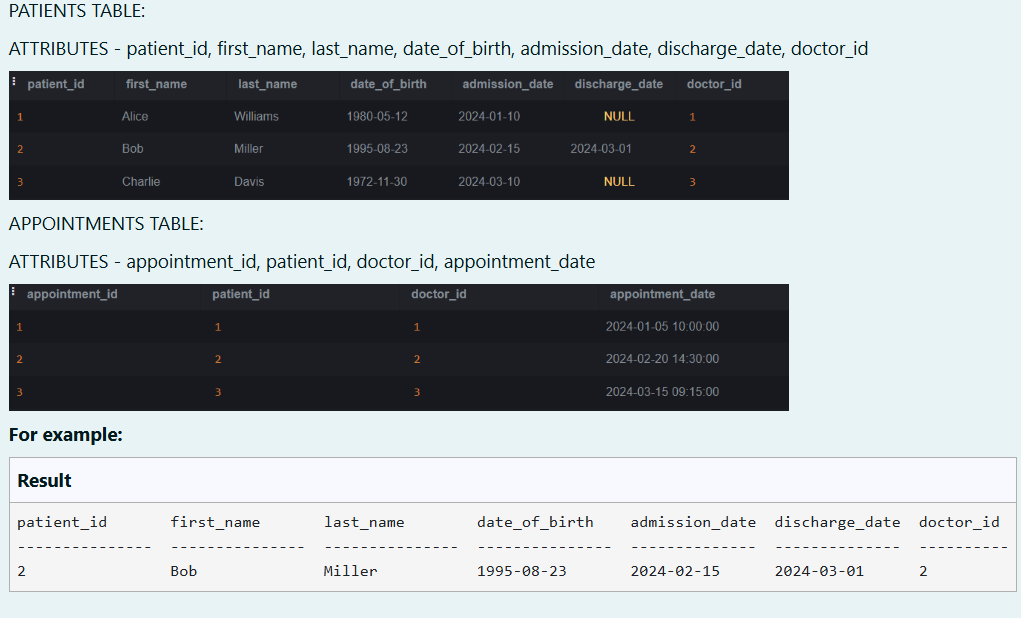 PATIENTS TABLE:
ATTRIBUTES - patient_id, first_name, last_name, date_of_birth, admission_date, discharge_date, doctor_id
patient_id first_name last_name date_of_birth admission_date discharge_date doctor_id
1 Alice Williams 1980-05-12 2024-01-10 NULL 1
2 Bob Miller 1995-08-23 2024-02-15 2024-03-01 2
3 Charlie Davis 1972-11-30 2024-03-10 NULL 3
APPOINTMENTS TABLE:
ATTRIBUTES - appointment_id, patient_id, doctor_id, appointment_date
appointment_id patient_id doctor_id appointment_date
1 1 1 2024-01-05 10:00:00
2 2 2 2024-02-20 14:30:00
3 3 3 2024-03-15 09:15:00
For example:
Result
patient_id first_name last_name date_of_birth admission_date discharge_date doctor_id
--------------- --------------- --------------- --------------- -------------- -------------- ----------
2 Bob Miller 1995-08-23 2024-02-15 2024-03-01 2